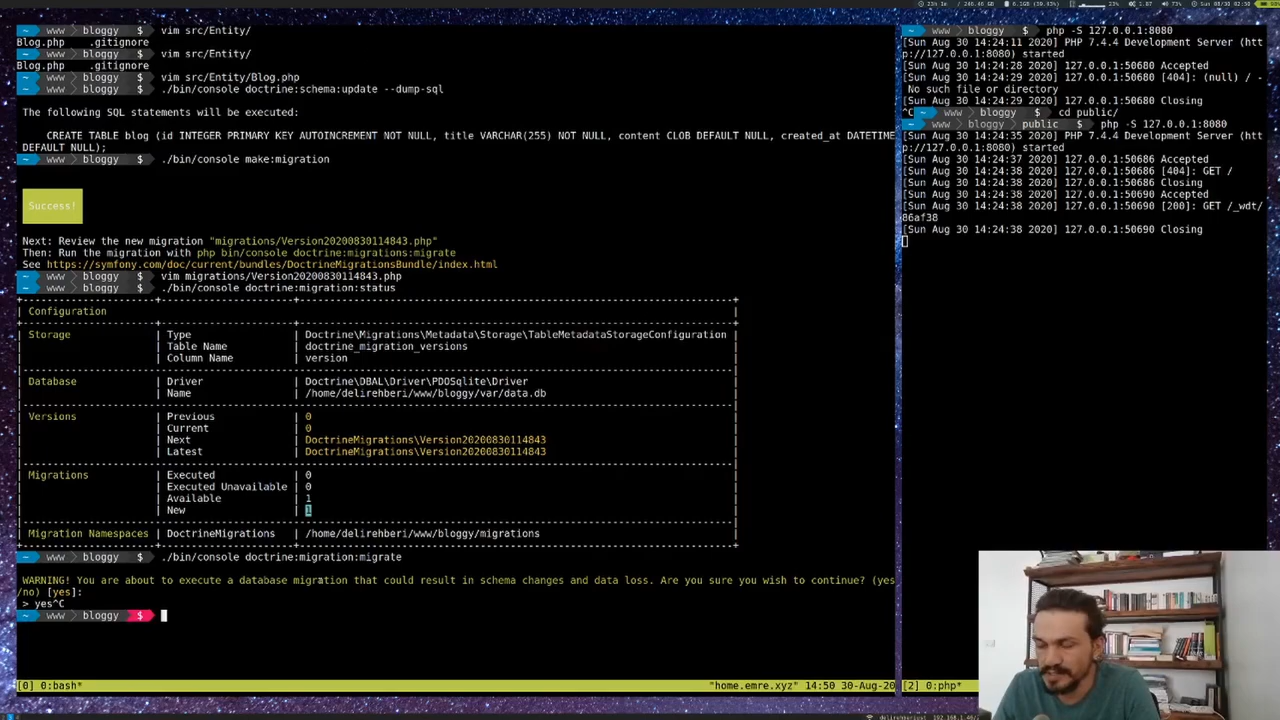 ~ www bloggy $ vim src/Entity/
Blog.php .gitignore
~ www bloggy $ vim src/Entity/
Blog.php .gitignore
~ www bloggy $ vim src/Entity/Blog.php
~ www bloggy $ ./bin/console doctrine:schema:update --dump-sql
The following SQL statements will be executed:
CREATE TABLE blog (id INTEGER PRIMARY KEY AUTOINCREMENT NOT NULL, title VARCHAR(255) NOT NULL, content CLOB DEFAULT NULL, created_at DATETIME
DEFAULT NULL);
~ www bloggy $ ./bin/console make:migration
Success!
Next: Review the new migration "migrations/Version20200830114843.php"
Then: Run the migration with php bin/console doctrine:migrations:migrate
See https://symfony.com/doc/current/bundles/DoctrineMigrationsBundle/index.html
~ www bloggy $ vim migrations/Version20200830114843.php
~ www bloggy $ ./bin/console doctrine:migration:status
| Configuration
| Storage | Type | Doctrine\Migrations\Metadata\Storage\TableMetadataStorageConfiguration |
| | Table Name | doctrine_migration_versions |
| | Column Name | version |
| Database | Driver | Doctrine\DBAL\Driver\PDOSqlite\Driver |
| | Name | /home/delirehberi/www/bloggy/var/data.db |
| Versions | Previous | 0 |
| | Current | 0 |
| | Next | DoctrineMigrations\Version20200830114843 |
| | Latest | DoctrineMigrations\Version20200830114843 |
| Migrations | Executed | 0 |
| | Executed Unavailable | 0 |
| | Available | 1 |
| | New | 1 |
| Migration Namespaces | DoctrineMigrations | /home/delirehberi/www/bloggy/migrations |
~ www bloggy $ ./bin/console doctrine:migration:migrate
WARNING! You are about to execute a database migration that could result in schema changes and data loss. Are you sure you wish to continue? (yes
/no) [yes]:
> yes^C
~ www bloggy $
[0] 0:bash* "home.emre.xyz" 14:50 30-Aug-20
~ www bloggy $ php -S 127.0.0.1:8080
[Sun Aug 30 14:24:11 2020] PHP 7.4.4 Development Server (htt
p://127.0.0.1:8080) started
[Sun Aug 30 14:24:28 2020] 127.0.0.1:50680 Accepted
[Sun Aug 30 14:24:29 2020] 127.0.0.1:50680 [404]: (null) / -
No such file or directory
[Sun Aug 30 14:24:29 2020] 127.0.0.1:50680 Closing
^C ~ www bloggy $ cd public/
~ www bloggy public $ php -S 127.0.0.1:8080
[Sun Aug 30 14:24:35 2020] PHP 7.4.4 Development Server (htt
p://127.0.0.1:8080) started
[Sun Aug 30 14:24:37 2020] 127.0.0.1:50686 Accepted
[Sun Aug 30 14:24:38 2020] 127.0.0.1:50686 [404]: GET /
[Sun Aug 30 14:24:38 2020] 127.0.0.1:50686 Closing
[Sun Aug 30 14:24:38 2020] 127.0.0.1:50690 Accepted
[Sun Aug 30 14:24:38 2020] 127.0.0.1:50690 [200]: GET /_wdt/
86af38
[Sun Aug 30 14:24:38 2020] 127.0.0.1:50690 Closing
[2] 0:php*